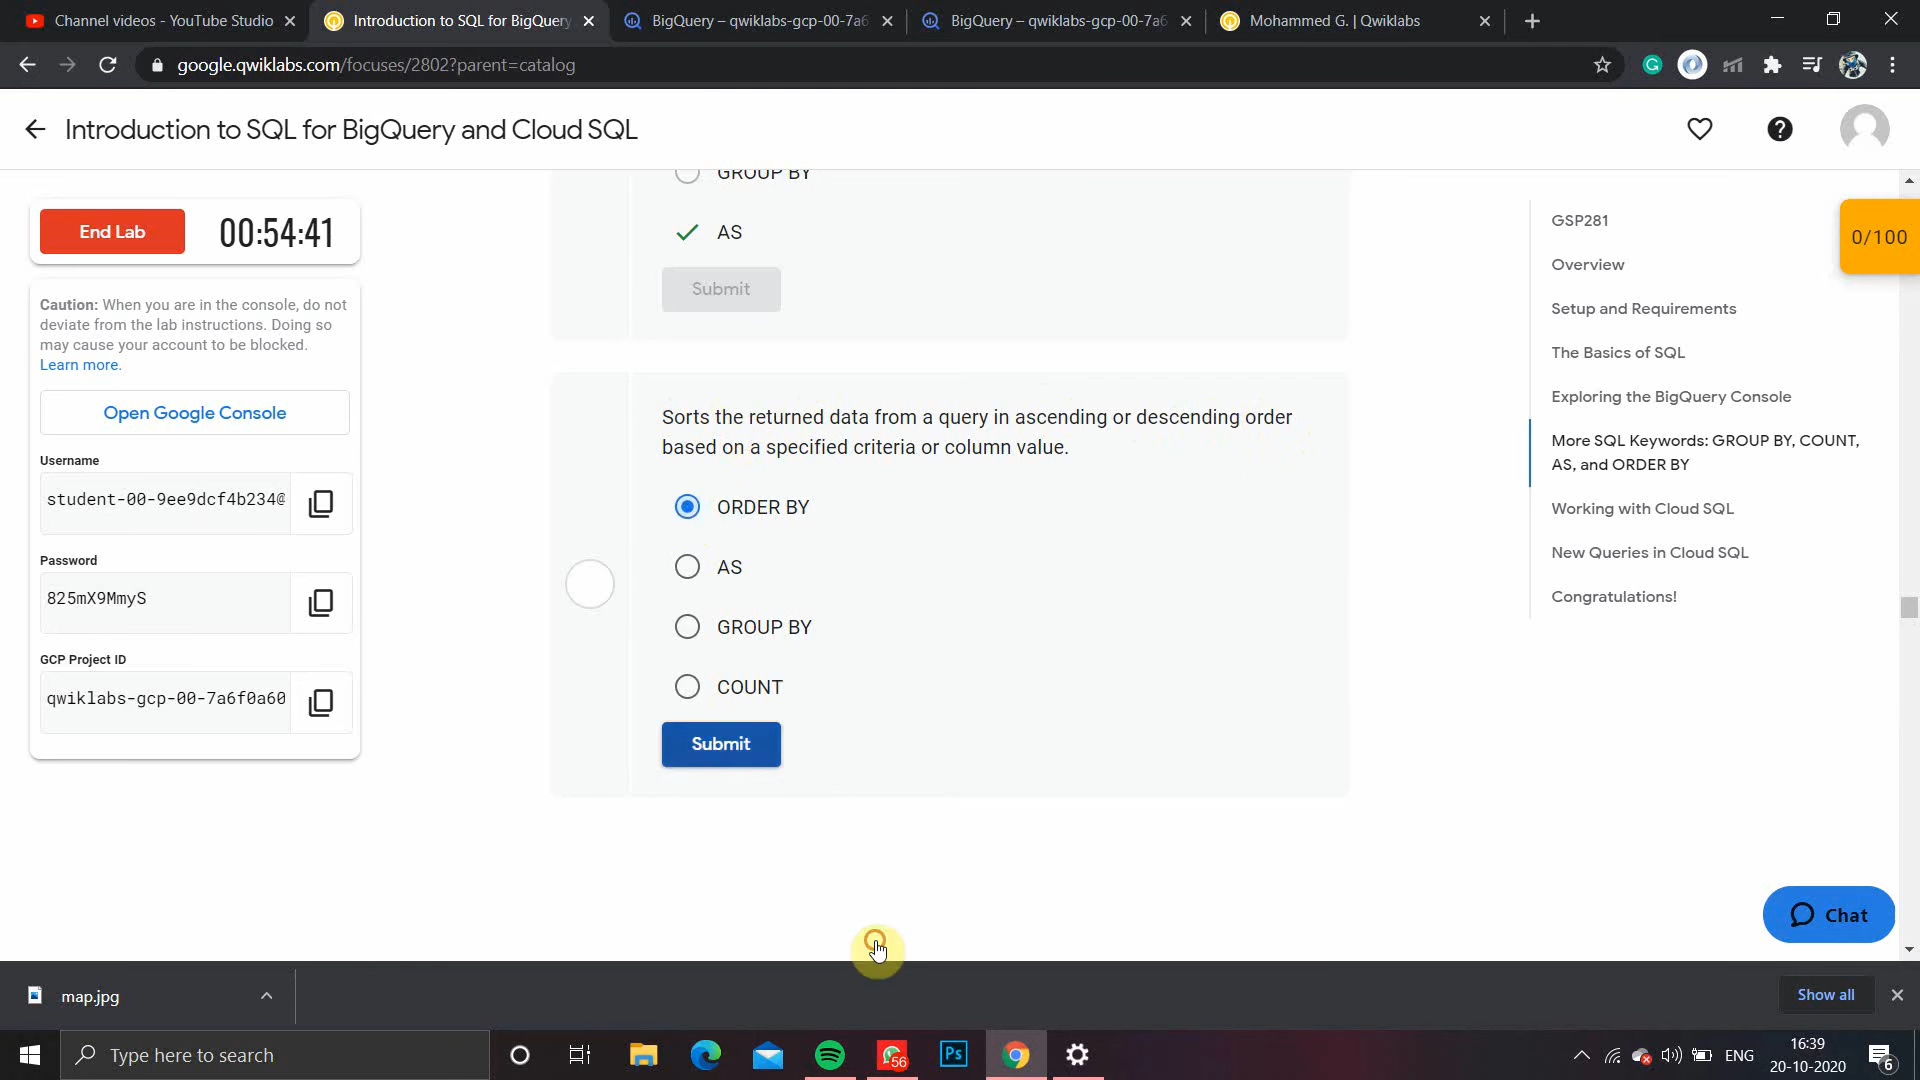 Channel videos - YouTube Studio
Introduction to SQL for BigQuery
BigQuery – qwiklabs-gcp-00-7a6
BigQuery – qwiklabs-gcp-00-7a6
Mohammed G. | Qwiklabs
google.qwiklabs.com/focuses/2802?parent=catalog
Introduction to SQL for BigQuery and Cloud SQL
End Lab
00:54:41
Caution: When you are in the console, do not
deviate from the lab instructions. Doing so
may cause your account to be blocked.
Learn more.
Open Google Console
Username
student-00-9ee9dcf4b234@
Password
825mX9MmyS
GCP Project ID
qwiklabs-gcp-00-7a6f0a60
GROUP BY
AS
Submit
Sorts the returned data from a query in ascending or descending order
based on a specified criteria or column value.
ORDER BY
AS
GROUP BY
COUNT
Submit
GSP281
Overview
Setup and Requirements
The Basics of SQL
Exploring the BigQuery Console
More SQL Keywords: GROUP BY, COUNT,
AS, and ORDER BY
Working with Cloud SQL
New Queries in Cloud SQL
Congratulations!
0/100
Chat
map.jpg
Show all
Type here to search
56
Ps
ENG
16:39
20-10-2020
6